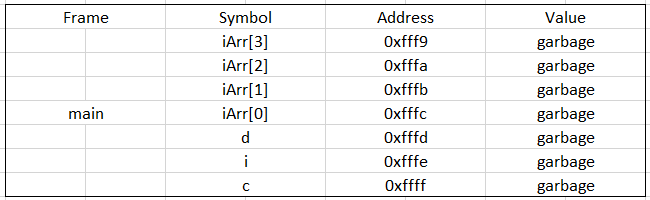 Frame Symbol Address Value
iArr[3] 0xfff9 garbage
iArr[2] 0xfffa garbage
iArr[1] 0xfffb garbage
main iArr[0] 0xfffc garbage
d 0xfffd garbage
i 0xfffe garbage
c 0xffff garbage